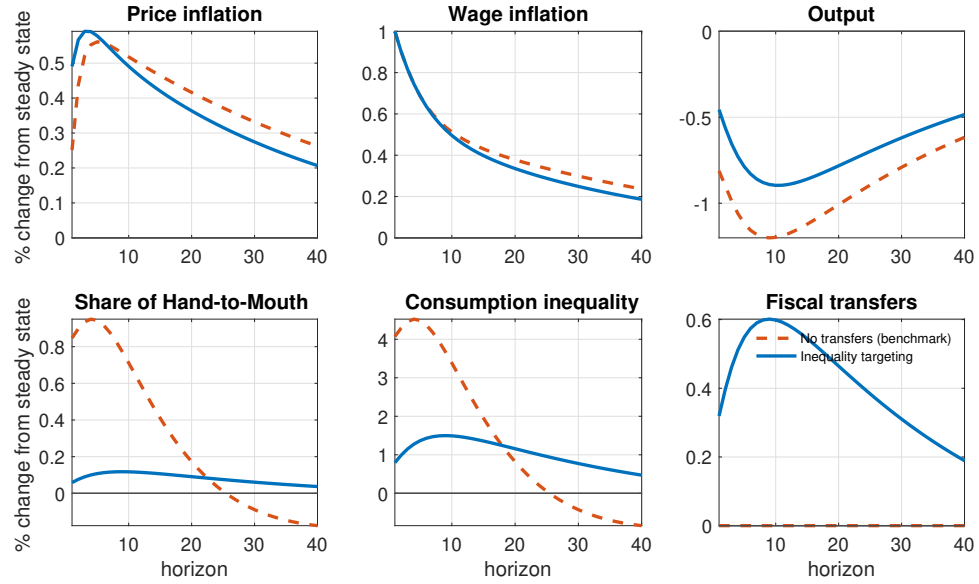 Price inflation
% change from steady state
0.5
0.4
0.3
0.2
0.1
0
10 20 30 40
Wage inflation
1
0.8
0.6
0.4
0.2
0
10 20 30 40
Output
0
-0.5
-1
10 20 30 40
Share of Hand-to-Mouth
% change from steady state
0.8
0.6
0.4
0.2
0
10 20 30 40
horizon
Consumption inequality
4
3
2
1
0
10 20 30 40
horizon
Fiscal transfers
0.6
0.4
0.2
0
No transfers (benchmark)
Inequality targeting
10 20 30 40
horizon